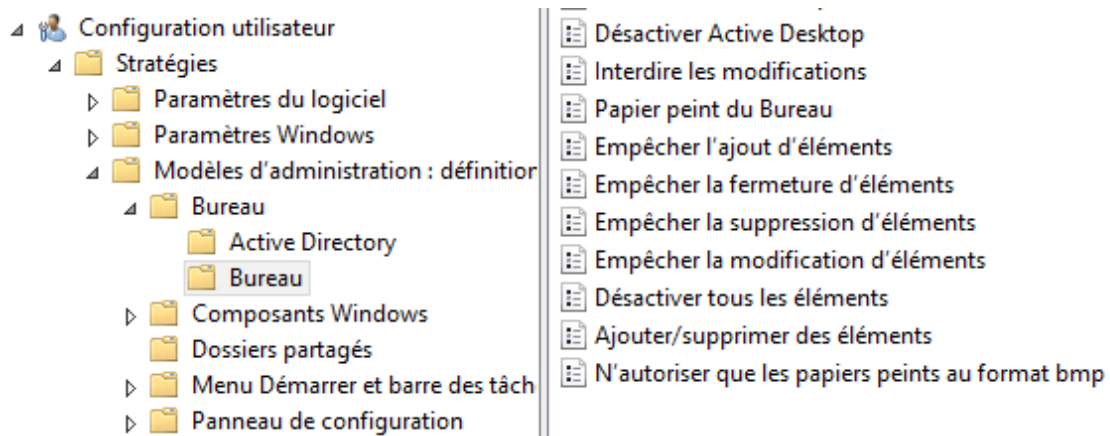 Configuration utilisateur
Stratégies
Paramètres du logiciel
Paramètres Windows
Modèles d'administration : définition
Bureau
Active Directory
Bureau
Composants Windows
Dossiers partagés
Menu Démarrer et barre des tâch
Panneau de configuration
Désactiver Active Desktop
Interdire les modifications
Papier peint du Bureau
Empêcher l'ajout d'éléments
Empêcher la fermeture d'éléments
Empêcher la suppression d'éléments
Empêcher la modification d'éléments
Désactiver tous les éléments
Ajouter/supprimer des éléments
N'autoriser que les papiers peints au format bmp